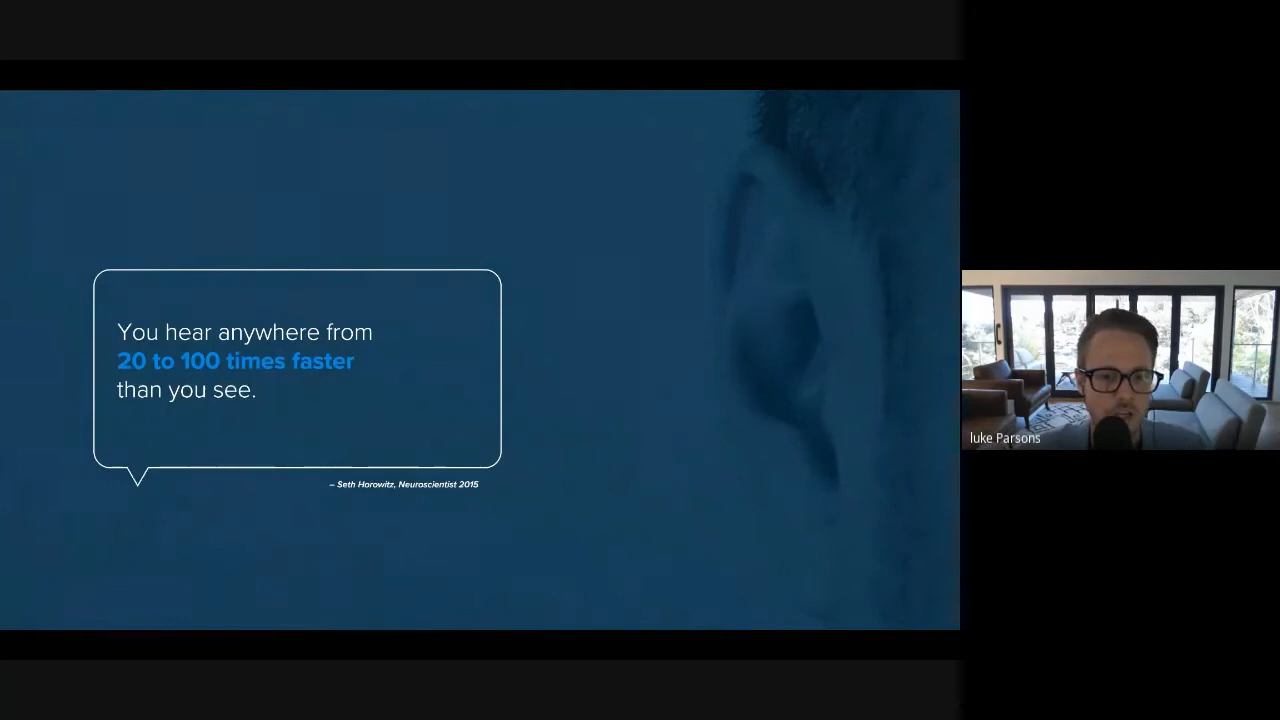 You hear anywhere from
20 to 100 times faster
than you see.
– Seth Horowitz, Neuroscientist 2015
luke Parsons